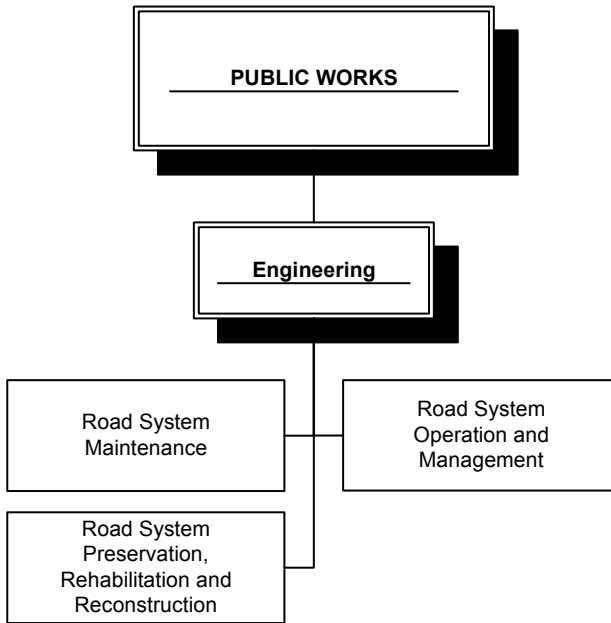 PUBLIC WORKS
Engineering
Road System
Maintenance
Road System
Operation and
Management
Road System
Preservation,
Rehabilitation and
Reconstruction